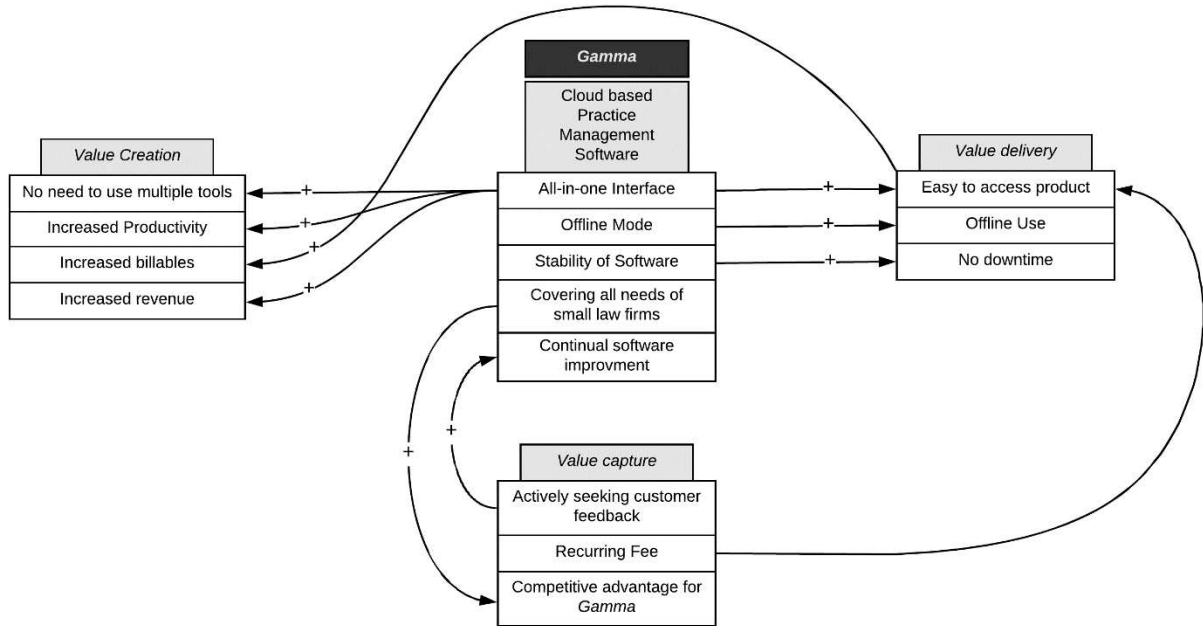 Gamma
Cloud based
Practice
Management
Software
Value Creation
No need to use multiple tools
Increased Productivity
Increased billables
Increased revenue
+
+
+
+
All-in-one Interface
Offline Mode
Stability of Software
Covering all needs of
small law firms
Continual software
improvment
+
+
+
Value delivery
Easy to access product
Offline Use
No downtime
+
+
Value capture
Actively seeking customer
feedback
Recurring Fee
Competitive advantage for
Gamma